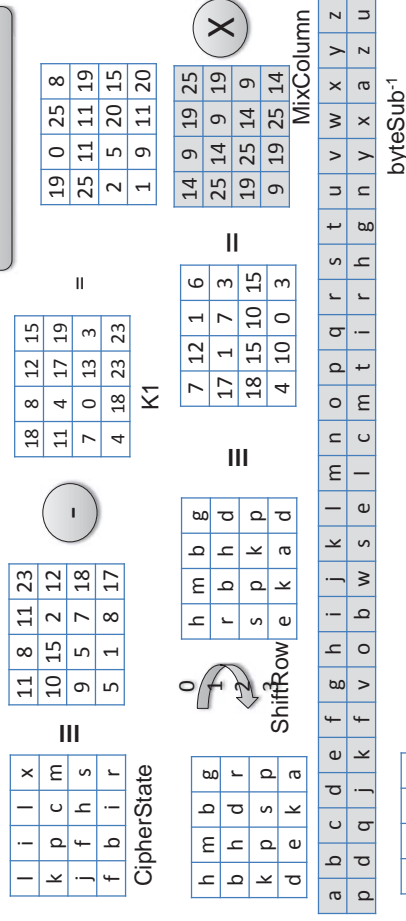 l i l x
k p c m
j f h s
f b i r
CipherState
≡
11 8 11 23
10 15 2 12
9 5 7 18
5 1 8 17
-
18 8 12 15
11 4 17 19
7 0 13 3
4 18 23 23
K1
=
19 0 25 8
25 11 11 19
2 5 20 15
1 9 11 20
h m b g
b h d r
k p s p
d e k a
0
1
2
3
ShiftRow
h m b g
r b h d
s p k p
e k a d
≡
7 12 1 6
17 1 7 3
18 15 10 15
4 10 0 3
=
14 9 19 25
25 14 9 19
19 25 14 9
9 19 25 14
MixColumn
X
a b c d e f g h i j k l m n o p q r s t u v w x y z
p d q j k f v o b w s e l c m t i r h g n y x a z u
byteSub⁻¹